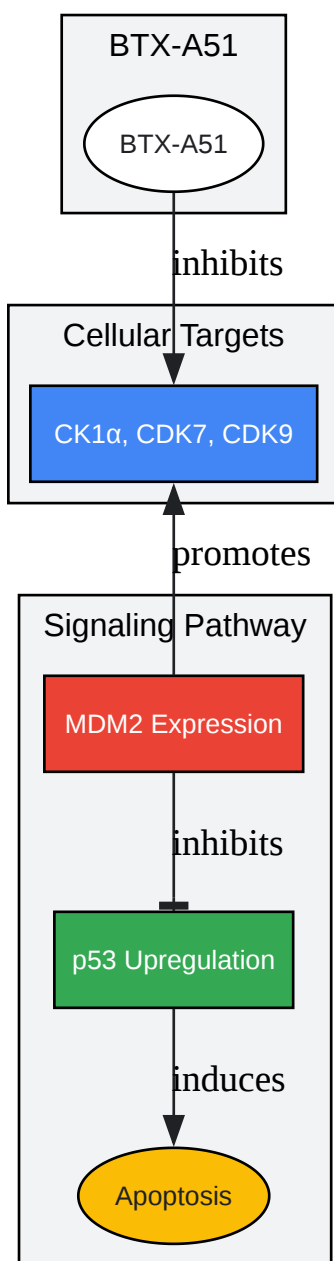 BTX-A51
BTX-A51
inhibits
Cellular Targets
CK1α, CDK7, CDK9
promotes
Signaling Pathway
MDM2 Expression
inhibits
p53 Upregulation
induces
Apoptosis